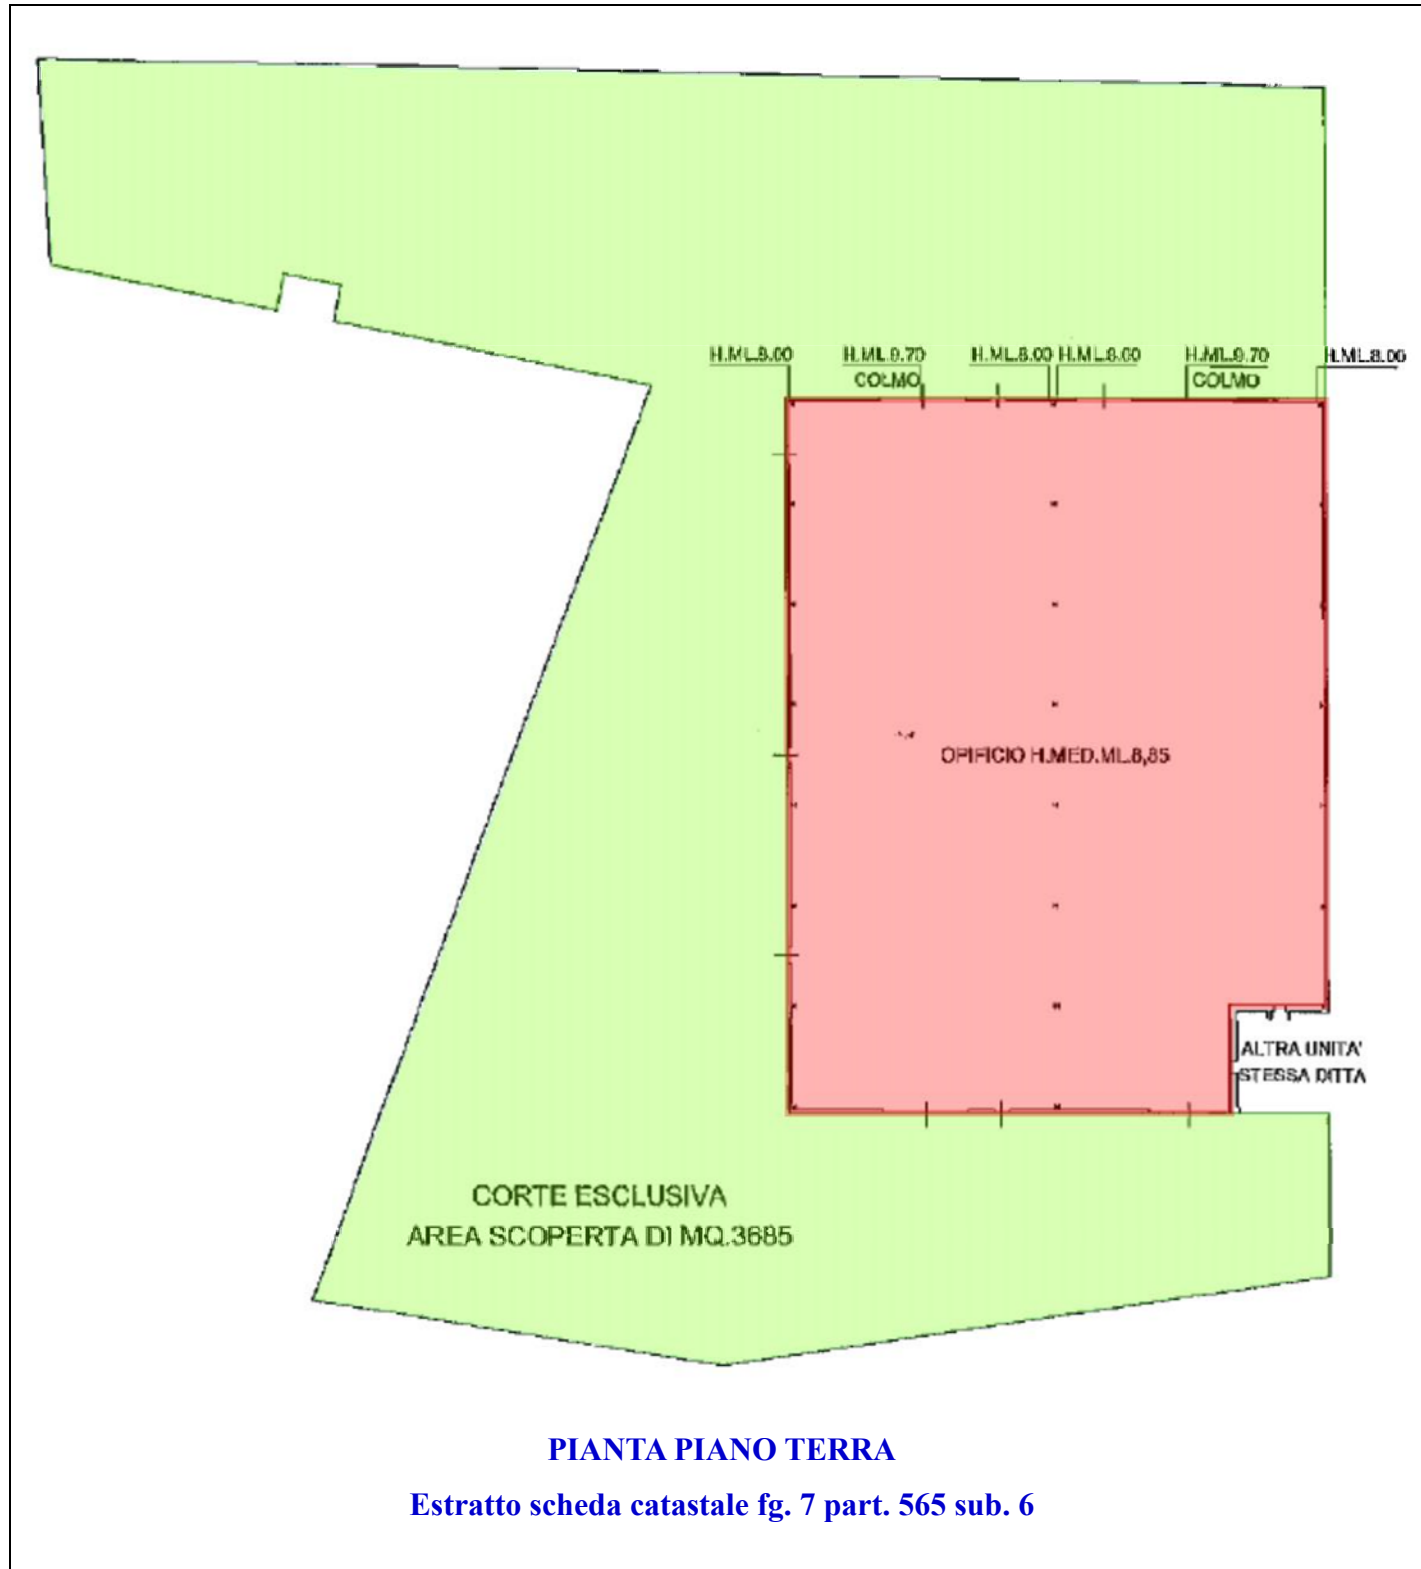 H.ML.8.00 H.ML.9.70 H.ML.8.00 H.ML.8.00 H.ML.9.70 H.ML.8.00
COLMO COLMO
OPIFICIO H.MED.ML.8,85
ALTRA UNITA'
STESSA DITTA
CORTE ESCLUSIVA
AREA SCOPERTA DI MQ.3685
PIANTA PIANO TERRA
Estratto scheda catastale fg. 7 part. 565 sub. 6